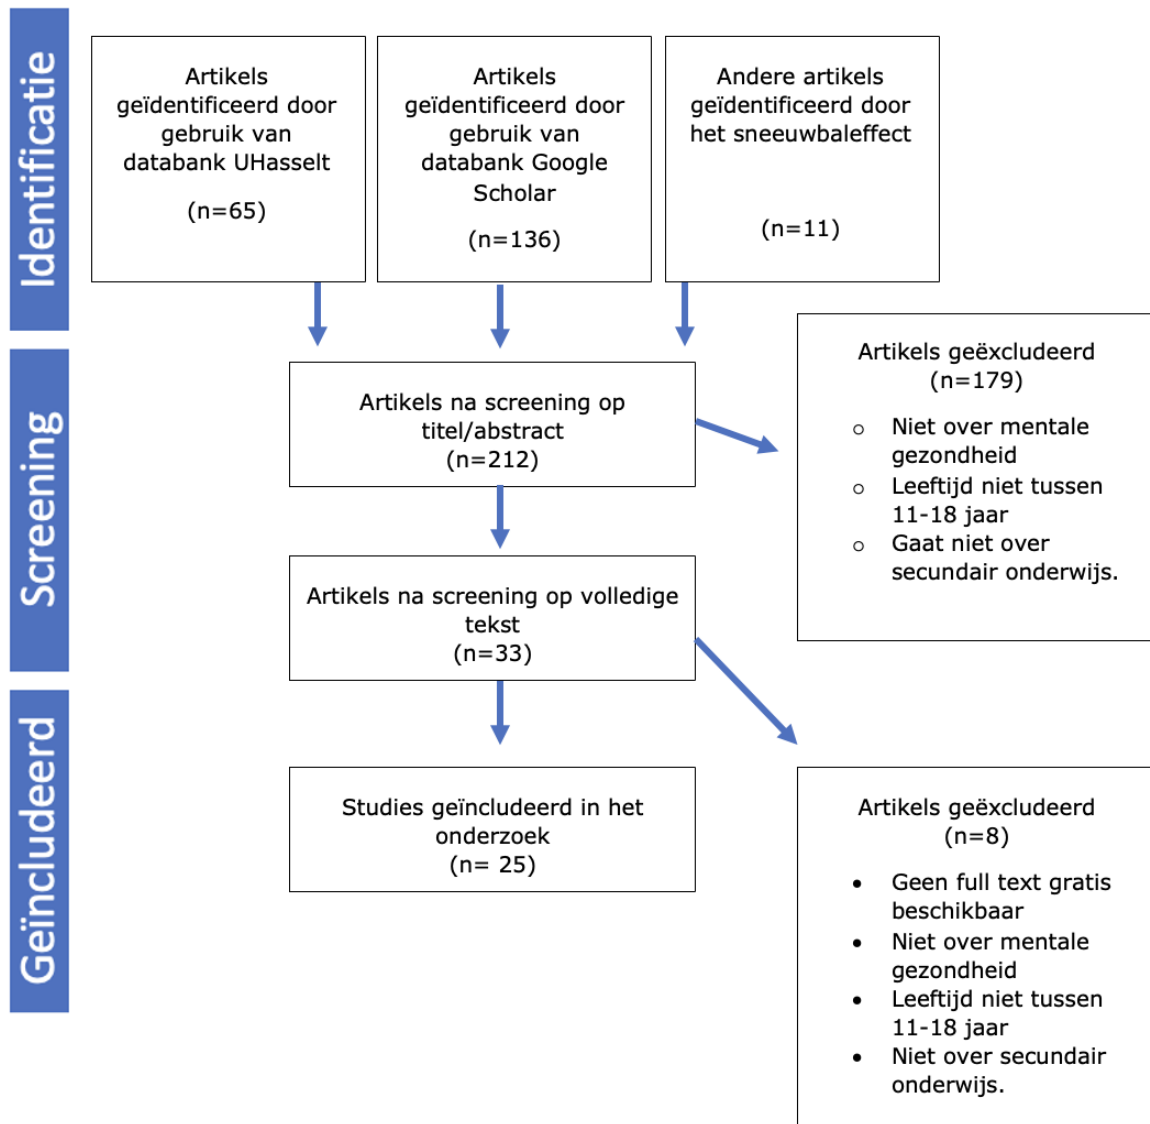 Identificatie
Artikels
geïdentificeerd door
gebruik van
databank UHasselt
(n=65)
Artikels
geïdentificeerd door
gebruik van
databank Google
Scholar
(n=136)
Andere artikels
geïdentificeerd door
het sneeuwbaleffect
(n=11)
Screening
Artikels na screening op
titel/abstract
(n=212)
Artikels geëxcludeerd
(n=179)
o Niet over mentale
gezondheid
o Leeftijd niet tussen
11-18 jaar
o Gaat niet over
secundair onderwijs.
Artikels na screening op volledige
tekst
(n=33)
Geïncludeerd
Studies geïncludeerd in het
onderzoek
(n= 25)
Artikels geëxcludeerd
(n=8)
• Geen full text gratis
beschikbaar
• Niet over mentale
gezondheid
• Leeftijd niet tussen
11-18 jaar
• Niet over secundair
onderwijs.